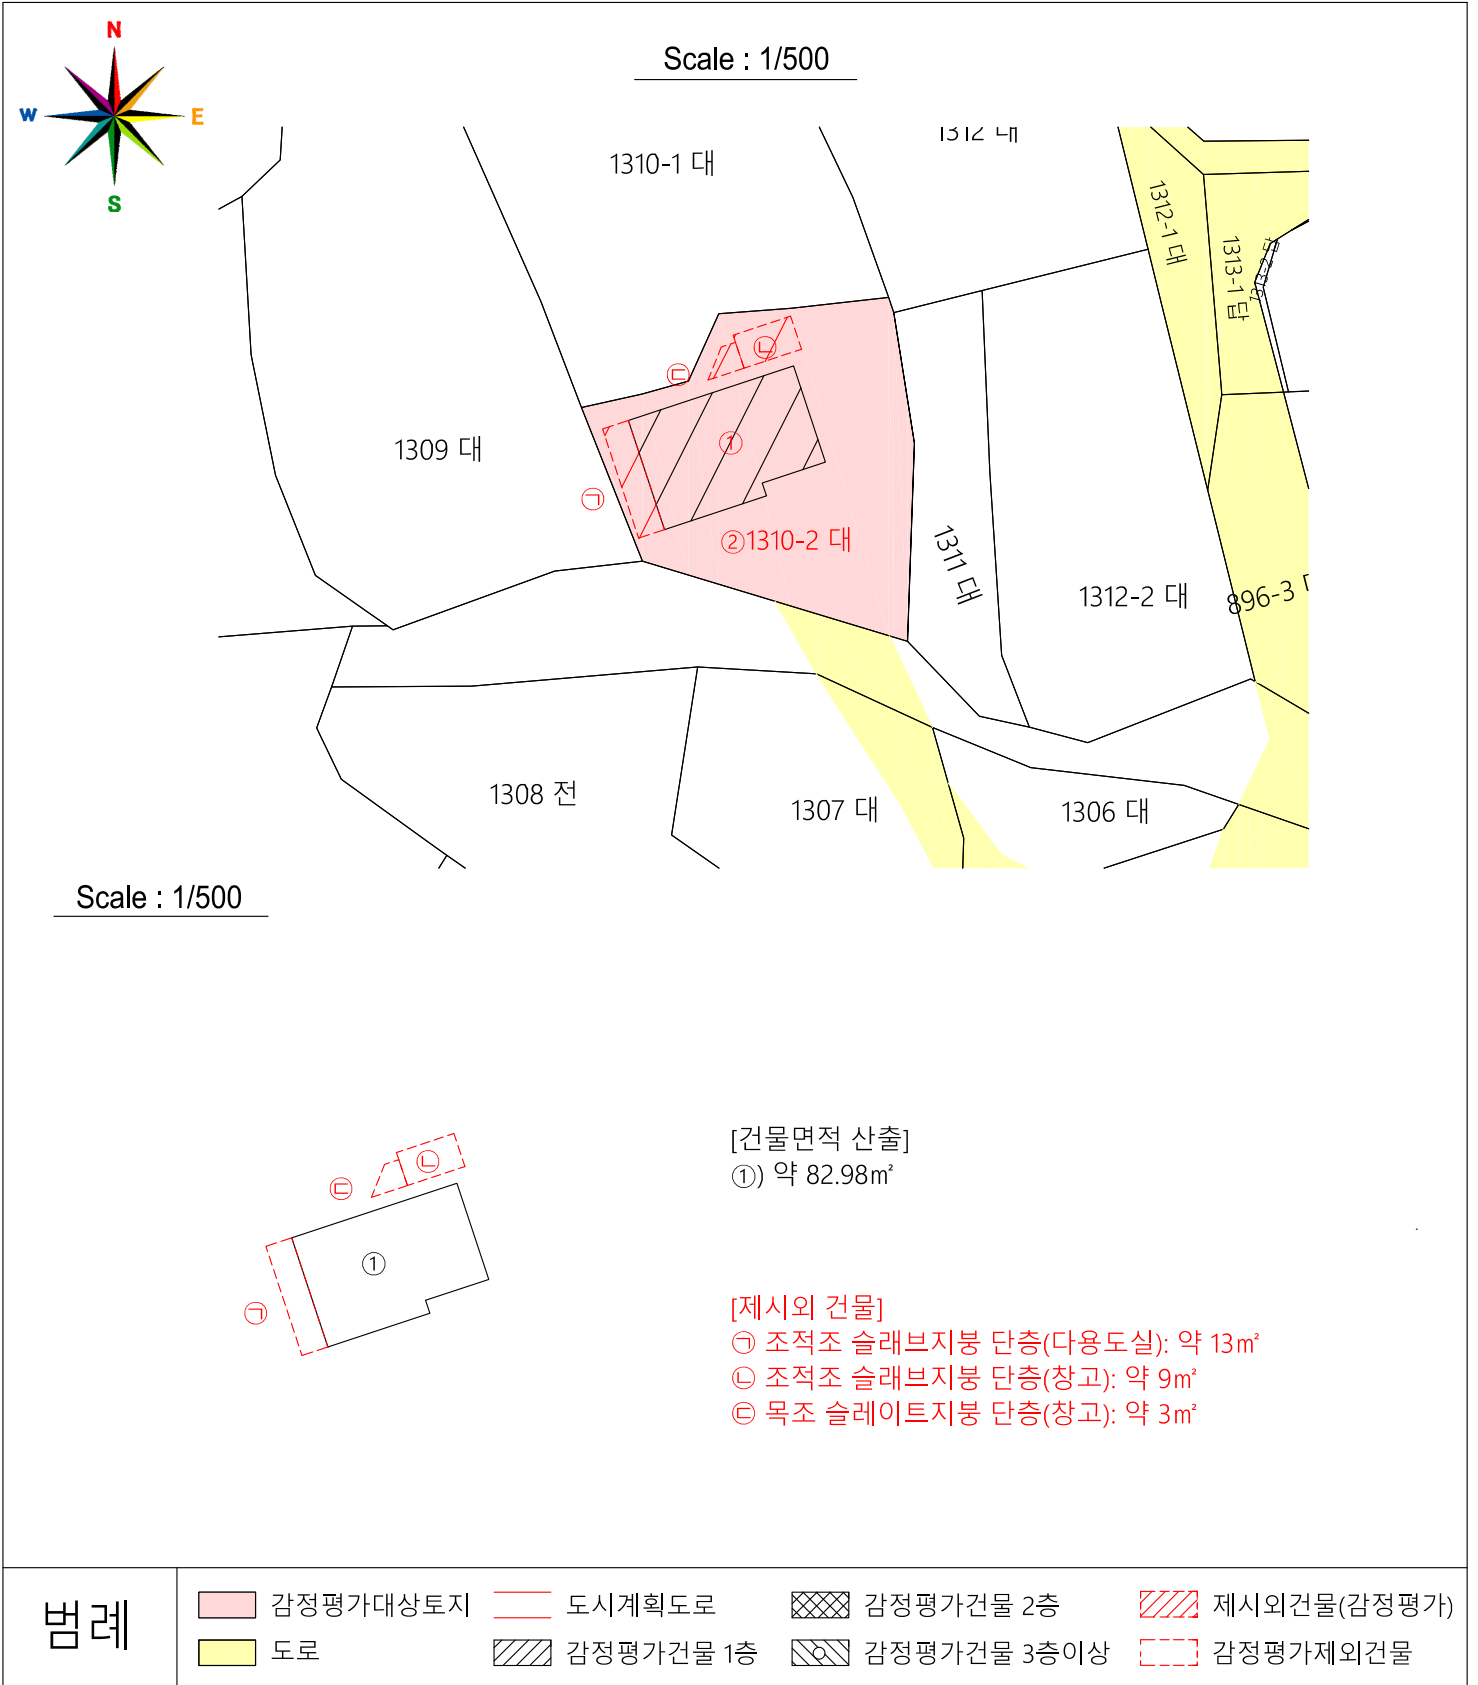 N
W
E
S
Scale : 1/500
1310-1 대
1312 대
1312-1 대
1313-1 답
1313-2 답
1309 대
㉢
㉡
①
㉠
②1310-2 대
1311 대
1312-2 대
896-3
1308 전
1307 대
1306 대
Scale : 1/500
㉢
㉡
①
㉠
[건물면적 산출]
①) 약 82.98㎡
[제시외 건물]
㉠ 조적조 슬래브지붕 단층(다용도실): 약 13㎡
㉡ 조적조 슬래브지붕 단층(창고): 약 9㎡
㉢ 목조 슬레이트지붕 단층(창고): 약 3㎡
범례
감정평가대상토지
도시계획도로
감정평가건물 2층
제시외건물(감정평가)
도로
감정평가건물 1층
감정평가건물 3층이상
감정평가제외건물